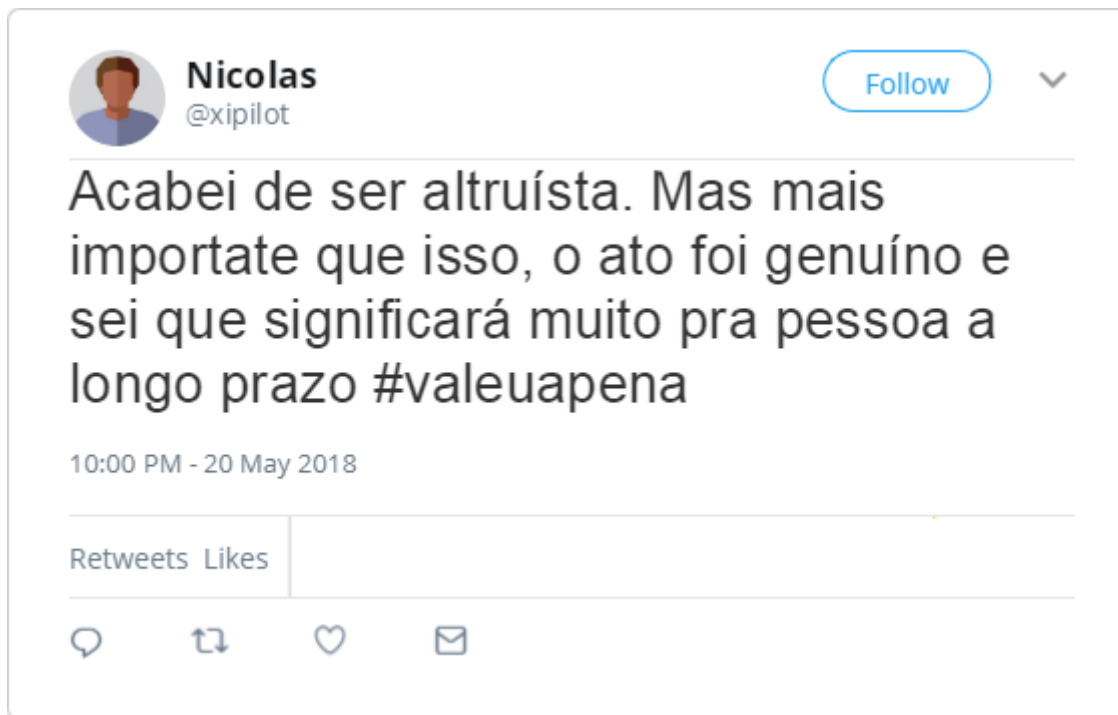 Nicolas
@xipilot
Follow
Acabei de ser altruísta. Mas mais
importate que isso, o ato foi genuíno e
sei que significará muito pra pessoa a
longo prazo #valeuapena
10:00 PM - 20 May 2018
Retweets Likes